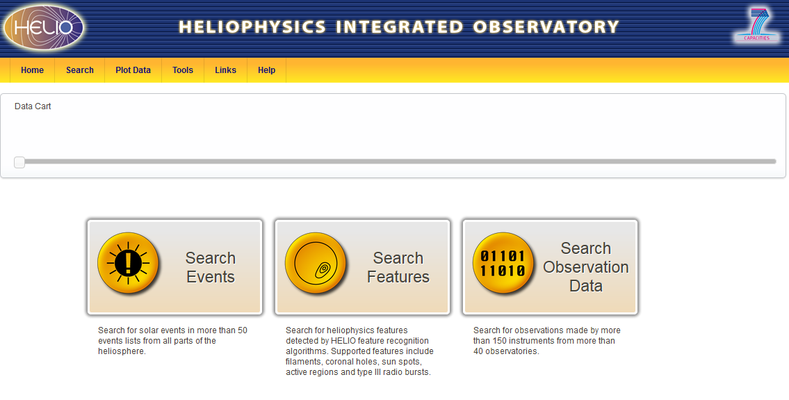 HELIO
HELIOPHYSICS INTEGRATED OBSERVATORY
7
CAPACITIES
Home Search Plot Data Tools Links Help
Data Cart
!
Search
Events
Search
Features
01101
11010
Search
Observation
Data
Search for solar events in more than 50
events lists from all parts of the
heliosphere.
Search for heliophysics features
detected by HELIO feature recognition
algorithms. Supported features include
filaments, coronal holes, sun spots,
active regions and type III radio bursts.
Search for observations made by more
than 150 instruments from more than
40 observatories.